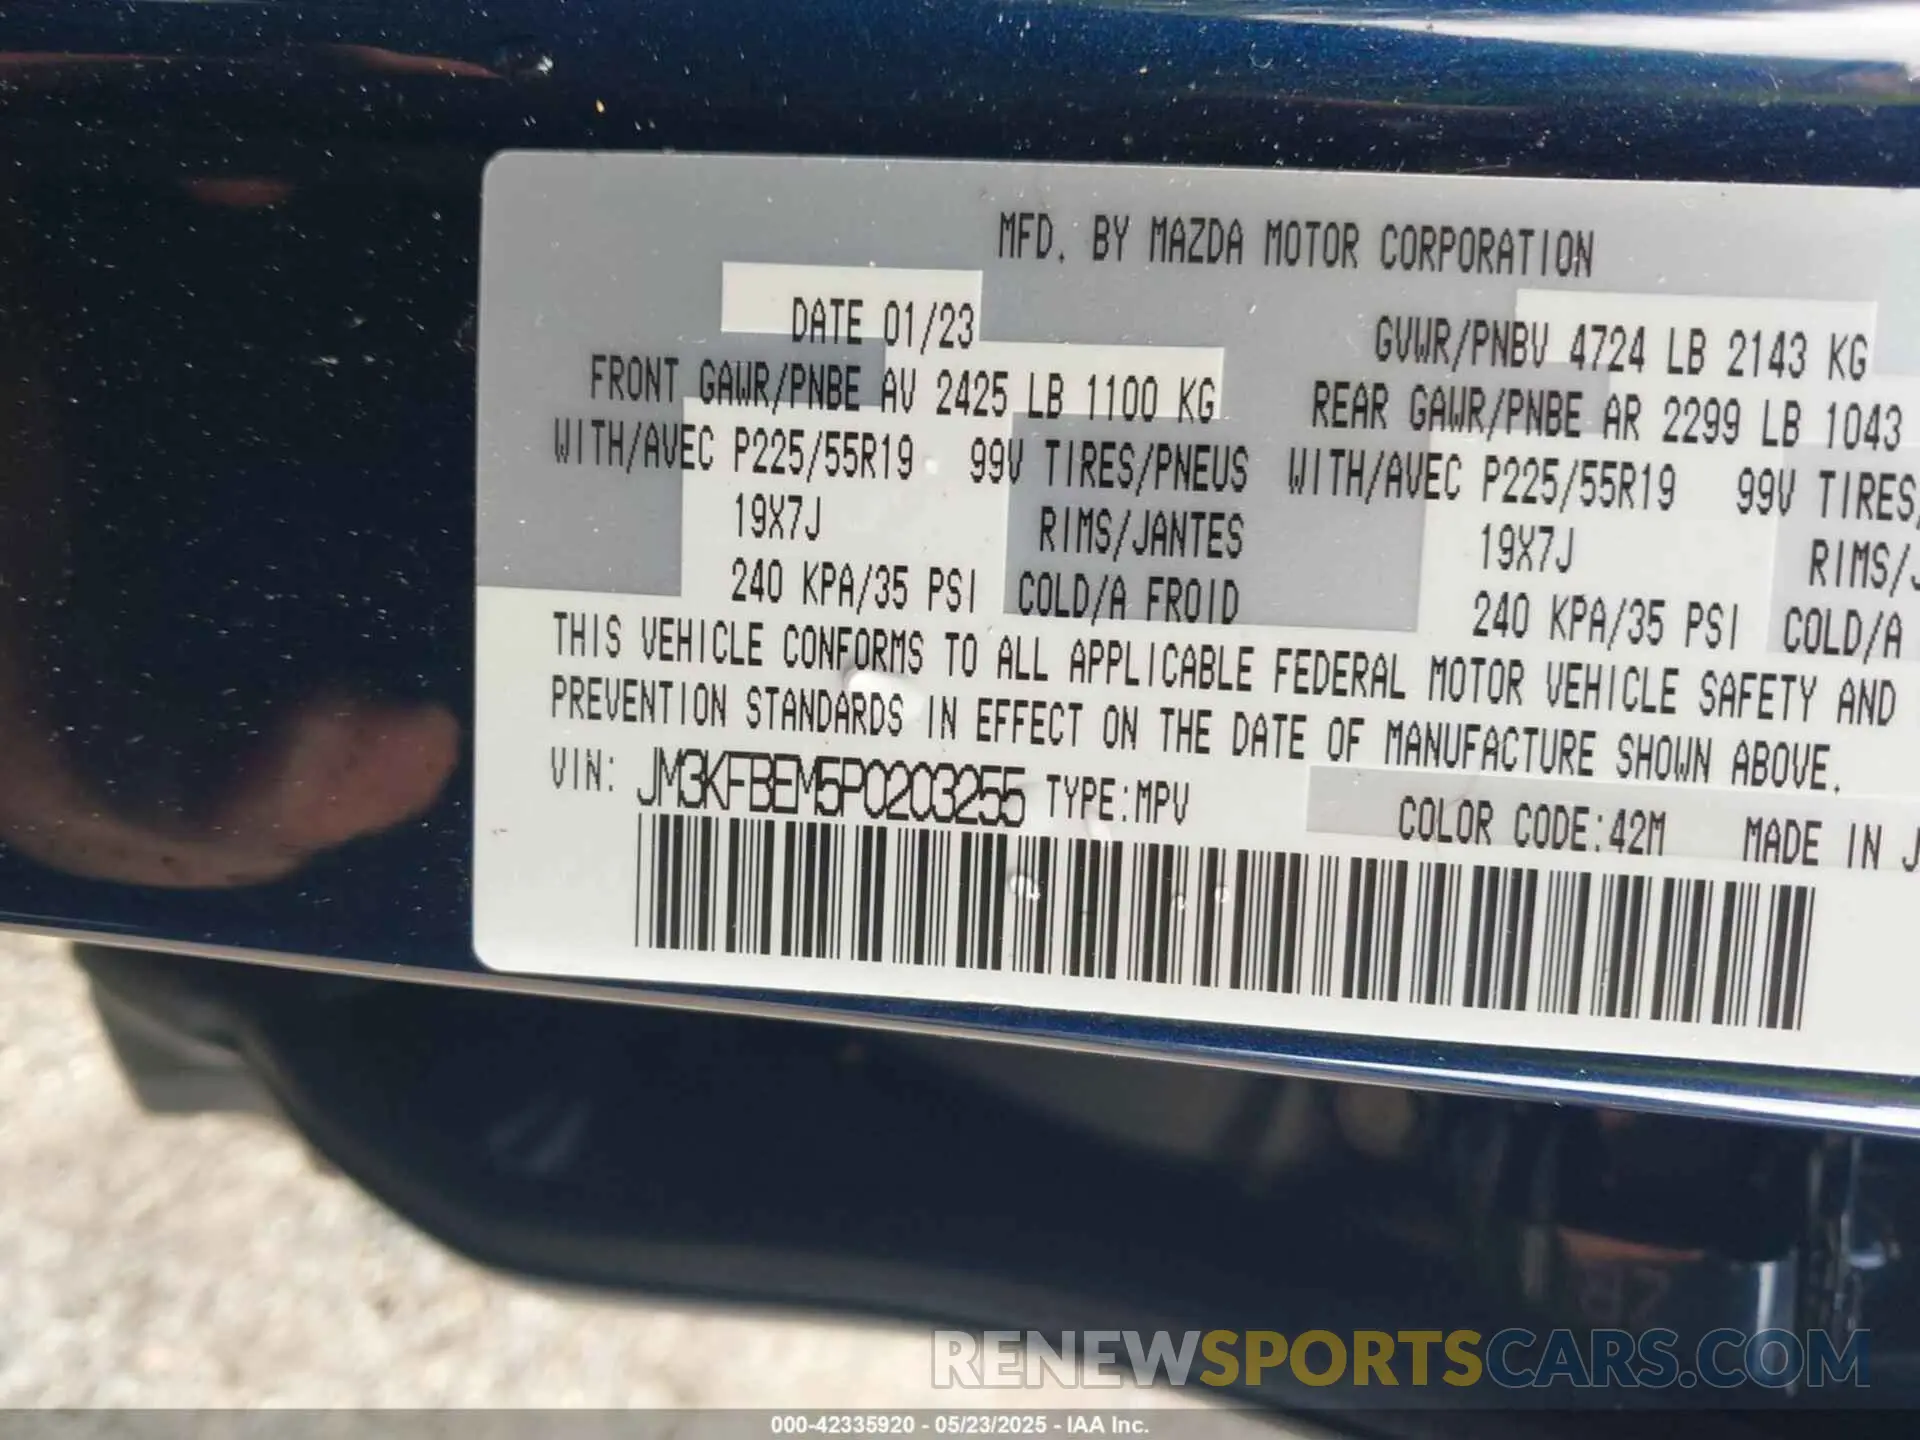 MFD. BY MAZDA MOTOR CORPORATION
DATE 01/23 GVWR/PNBV 4724 LB 2143 KG
FRONT GAWR/PNBE AV 2425 LB 1100 KG REAR GAWR/PNBE AR 2299 LB 1043
WITH/AVEC P225/55R19 99V TIRES/PNEUS WITH/AVEC P225/55R19 99V TIRES/
19X7J RIMS/JANTES 19X7J RIMS/J
240 KPA/35 PSI COLD/A FROID 240 KPA/35 PSI COLD/A
THIS VEHICLE CONFORMS TO ALL APPLICABLE FEDERAL MOTOR VEHICLE SAFETY AND
PREVENTION STANDARDS IN EFFECT ON THE DATE OF MANUFACTURE SHOWN ABOVE.
VIN: JM3KFBEM5P0203255 TYPE:MPV COLOR CODE:42M MADE IN J
RENEWSPORTSCARS.COM
000-42335920 - 05/23/2025 - IAA Inc.